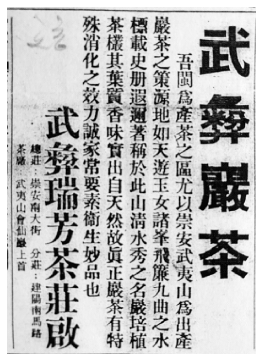 武彝巖茶
吾閩爲產茶之區尤以崇安武夷山爲出產
巖茶之策源地如天遊玉女諸峯飛簾九曲之水
標載史册遐邇著稱於此山清水秀之名巖培植
茶樣其葉質香味實出自天然故眞正巖茶有特
殊消化之效力誠家常要素衞生妙品也
武彝瑞芳茶莊啟
總莊：崇安南大街 分莊：建陽南馬路
茶廠：武夷山會仙巖上首